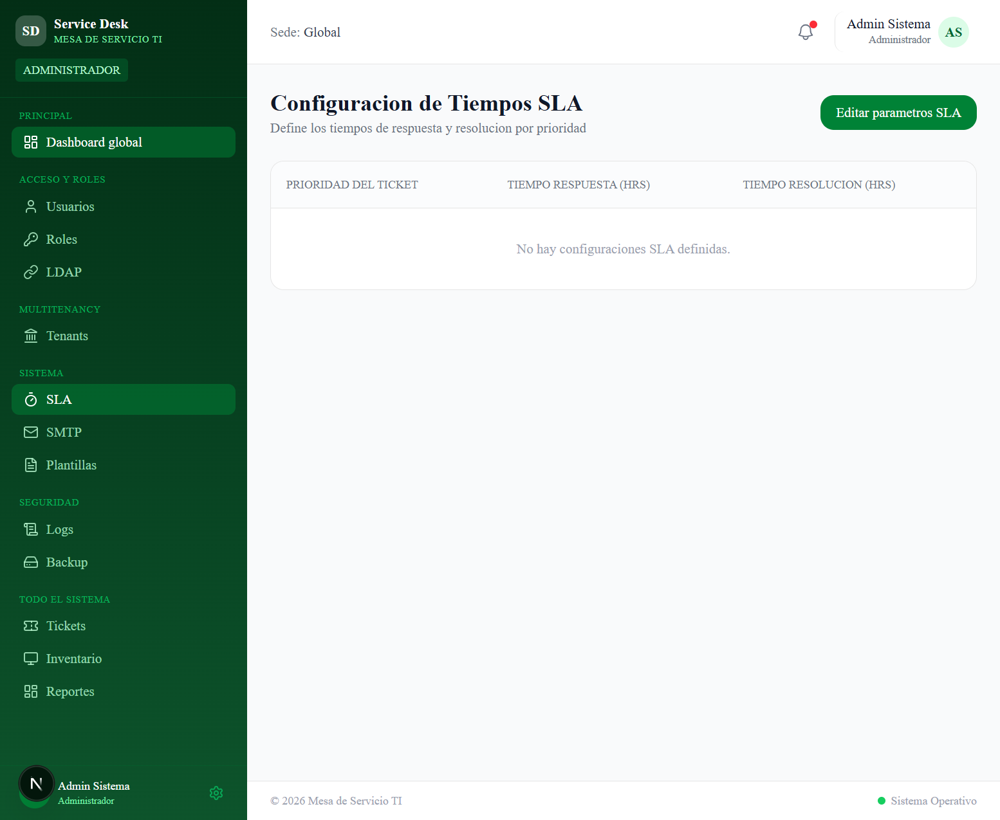 SD
Service Desk
MESA DE SERVICIO TI
ADMINISTRADOR
PRINCIPAL
Dashboard global
ACCESO Y ROLES
Usuarios
Roles
LDAP
MULTITENANCY
Tenants
SISTEMA
SLA
SMTP
Plantillas
SEGURIDAD
Logs
Backup
TODO EL SISTEMA
Tickets
Inventario
Reportes
N
Admin Sistema
Administrador
Sede: Global
Admin Sistema
Administrador
AS
Configuracion de Tiempos SLA
Define los tiempos de respuesta y resolucion por prioridad
Editar parametros SLA
PRIORIDAD DEL TICKET
TIEMPO RESPUESTA (HRS)
TIEMPO RESOLUCION (HRS)
No hay configuraciones SLA definidas.
© 2026 Mesa de Servicio TI
Sistema Operativo